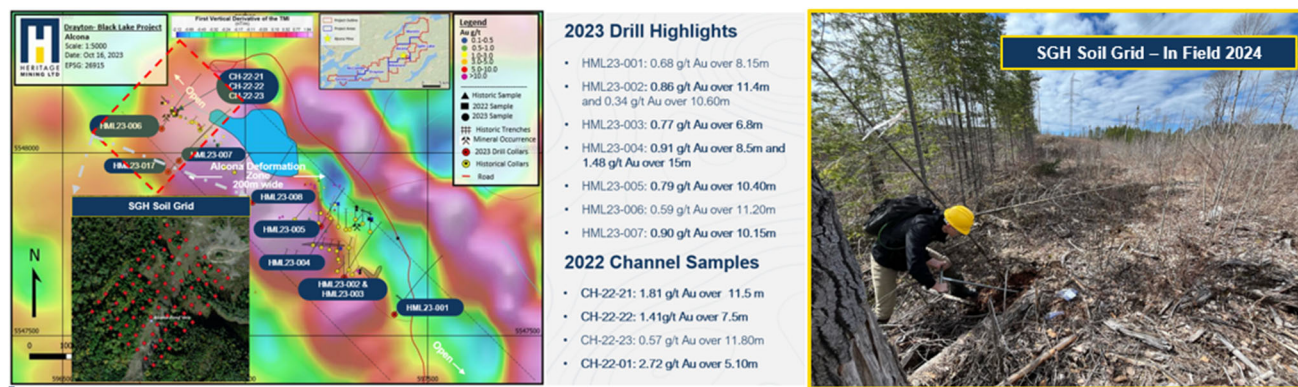 HERITAGE
MINING LTD
Drayton- Black Lake Project
Alcona
Scale: 1:5000
Date: Oct 16, 2023
EPSG: 26915
First Vertical Derivative of the TMI
Legend
Au g/t
0.1-0.5
0.5-1.0
1.0-3.0
3.0-5.0
5.0-10.0
>10.0
Historic Sample
2022 Sample
2023 Sample
Historic Trenches
Mineral Occurrence
2023 Drill Collars
Historical Collars
Road
Open
CH-22-21
CH-22-22
CH-22-23
HML23-006
5548000
HML23-007
HML23-017
Alcona Deformation
Zone
200m wide
HML23-008
SGH Soil Grid
HML23-005
HML23-004
HML23-002 &
HML23-003
HML23-001
N
5547500
5547500
Open
0
2023 Drill Highlights
• HML23-001: 0.68 g/t Au over 8.15m
• HML23-002: 0.86 g/t Au over 11.4m
and 0.34 g/t Au over 10.60m
• HML23-003: 0.77 g/t Au over 6.8m
• HML23-004: 0.91 g/t Au over 8.5m and
1.48 g/t Au over 15m
• HML23-005: 0.79 g/t Au over 10.40m
• HML23-006: 0.59 g/t Au over 11.20m
• HML23-007: 0.90 g/t Au over 10.15m
2022 Channel Samples
• CH-22-21: 1.81 g/t Au over 11.5 m
• CH-22-22: 1.41g/t Au over 7.5m
• CH-22-23: 0.57 g/t Au over 11.80m
• CH-22-01: 2.72 g/t Au over 5.10m
SGH Soil Grid – In Field 2024